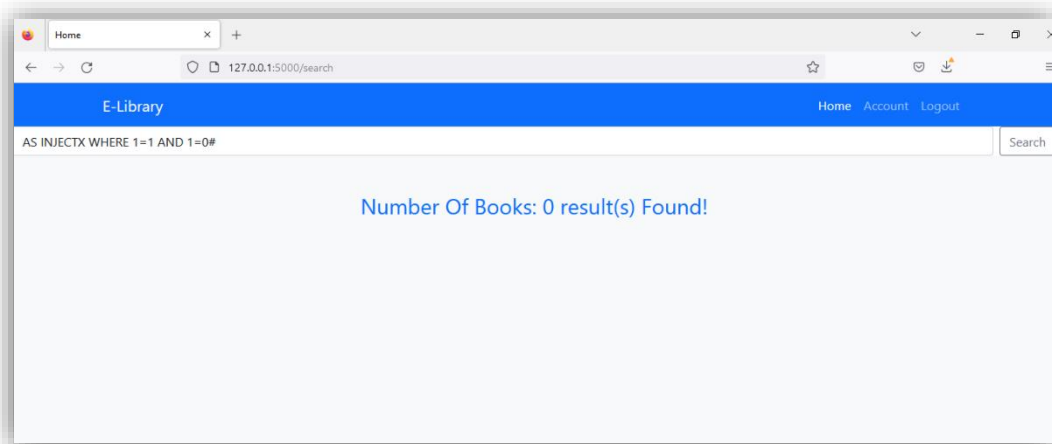 Home
127.0.0.1:5000/search
E-Library Home Account Logout
AS INJECTX WHERE 1=1 AND 1=0# Search
Number Of Books: 0 result(s) Found!